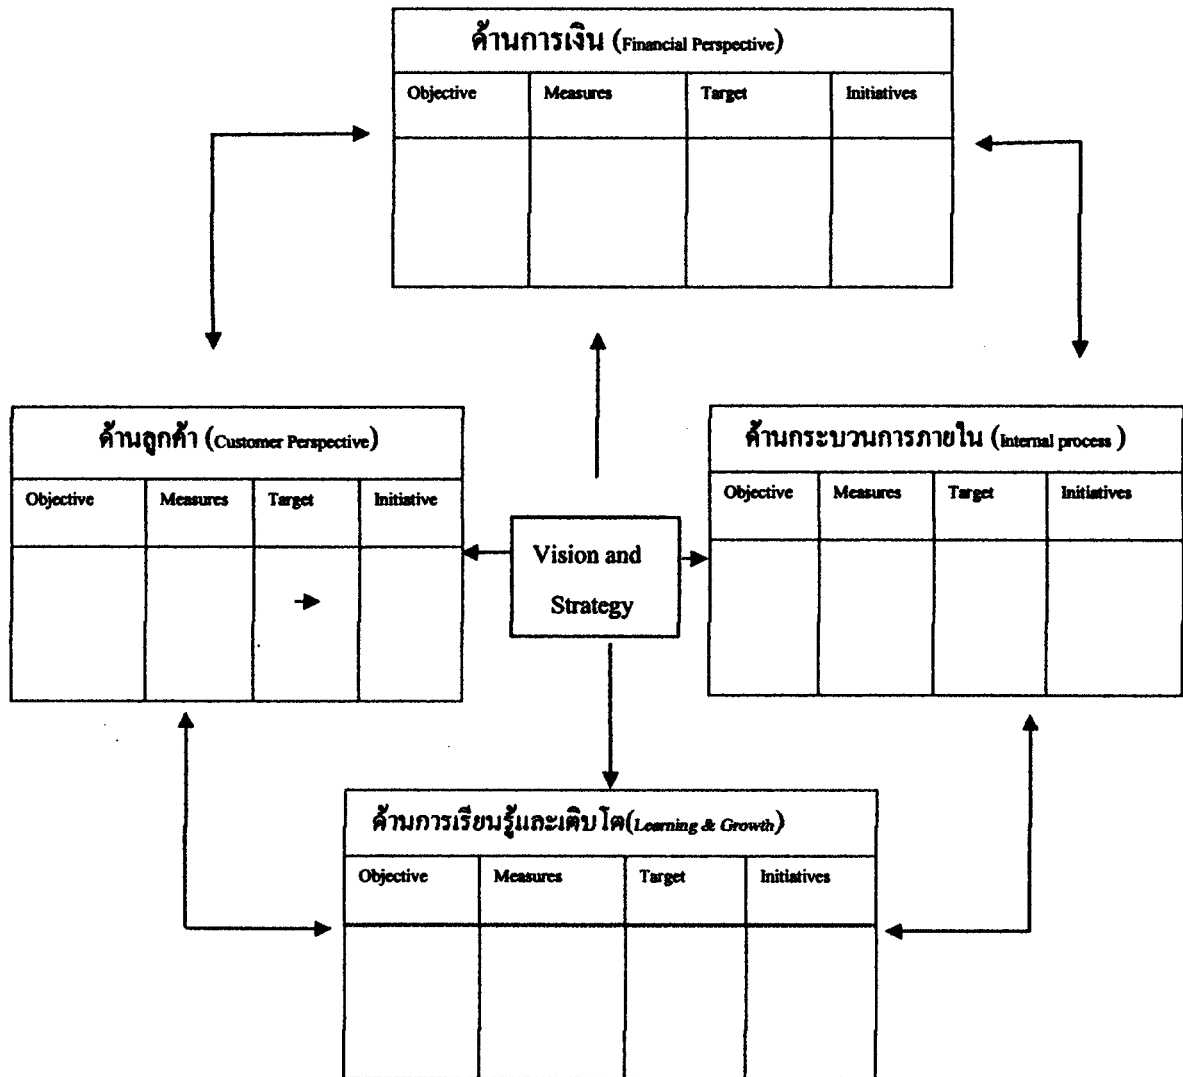 ด้านการเงิน (Financial Perspective)
Objective Measures Target Initiatives
ด้านลูกค้า (Customer Perspective)
Objective Measures Target Initiative
Vision and
Strategy
ด้านกระบวนการภายใน (Internal process )
Objective Measures Target Initiatives
ด้านการเรียนรู้และเติบโต(Learning & Growth)
Objective Measures Target Initiatives